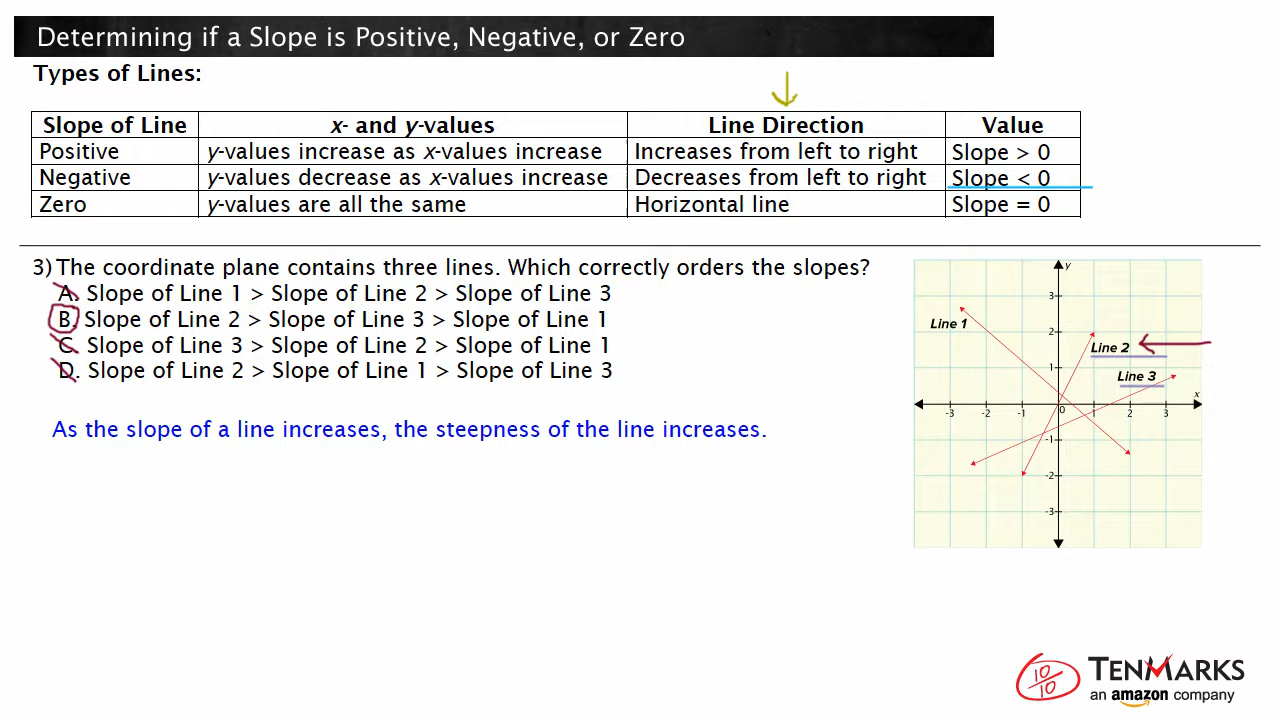 Determining if a Slope is Positive, Negative, or Zero
Types of Lines:
Slope of Line x- and y-values Line Direction Value
Positive y-values increase as x-values increase Increases from left to right Slope > 0
Negative y-values decrease as x-values increase Decreases from left to right Slope < 0
Zero y-values are all the same Horizontal line Slope = 0
3) The coordinate plane contains three lines. Which correctly orders the slopes?
A. Slope of Line 1 > Slope of Line 2 > Slope of Line 3
B. Slope of Line 2 > Slope of Line 3 > Slope of Line 1
C. Slope of Line 3 > Slope of Line 2 > Slope of Line 1
D. Slope of Line 2 > Slope of Line 1 > Slope of Line 3
As the slope of a line increases, the steepness of the line increases.
y
3
Line 1
2
Line 2
1
Line 3
x
-3 -2 -1 0 1 2 3
-1
-2
-3
10/10 TENMARKS
an amazon company